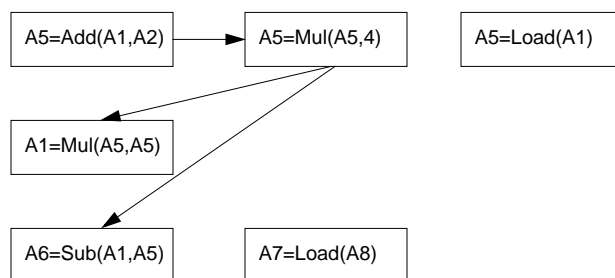 A5=Add(A1,A2)
A5=Mul(A5,4)
A5=Load(A1)
A1=Mul(A5,A5)
A6=Sub(A1,A5)
A7=Load(A8)